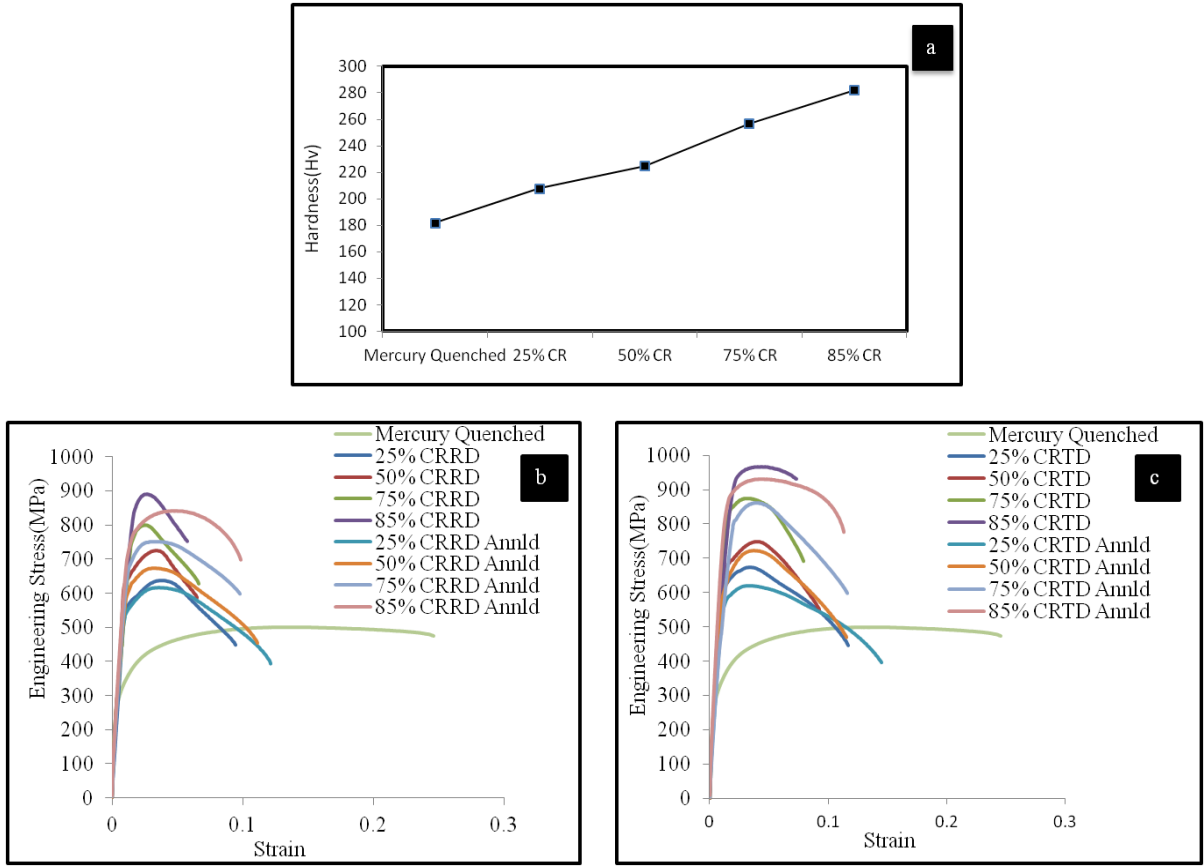 a
Hardness(Hv)
300
280
260
240
220
200
180
160
140
120
100
Mercury Quenched 25% CR 50% CR 75% CR 85% CR
b
Engineering Stress(MPa)
1000
900
800
700
600
500
400
300
200
100
0
0 0.1 0.2 0.3
Strain
Mercury Quenched
25% CRRD
50% CRRD
75% CRRD
85% CRRD
25% CRRD Annld
50% CRRD Annld
75% CRRD Annld
85% CRRD Annld
c
Engineering Stress(MPa)
1000
900
800
700
600
500
400
300
200
100
0
0 0.1 0.2 0.3
Strain
Mercury Quenched
25% CRTD
50% CRTD
75% CRTD
85% CRTD
25% CRTD Annld
50% CRTD Annld
75% CRTD Annld
85% CRTD Annld